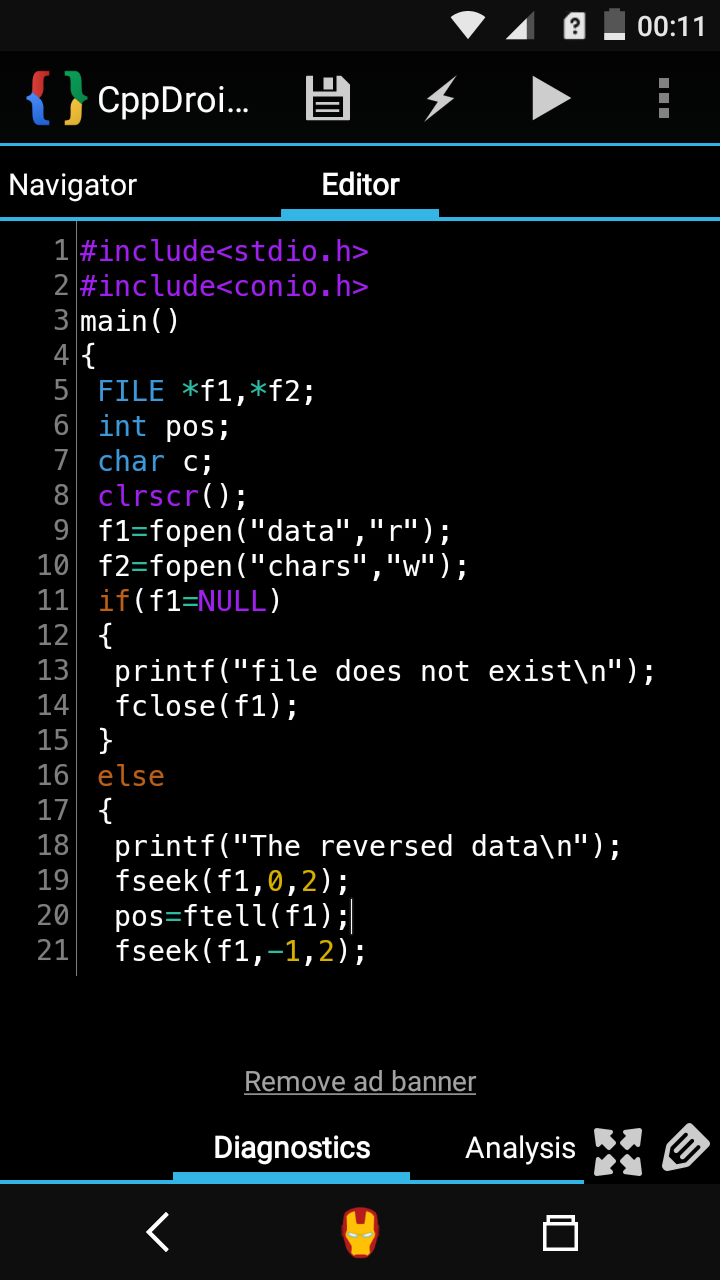 00:11
CppDroi...
Navigator Editor
1 #include<stdio.h>
2 #include<conio.h>
3 main()
4 {
5 FILE *f1,*f2;
6 int pos;
7 char c;
8 clrscr();
9 f1=fopen("data","r");
10 f2=fopen("chars","w");
11 if(f1=NULL)
12 {
13 printf("file does not exist\n");
14 fclose(f1);
15 }
16 else
17 {
18 printf("The reversed data\n");
19 fseek(f1,0,2);
20 pos=ftell(f1);
21 fseek(f1,-1,2);
Remove ad banner
Diagnostics Analysis